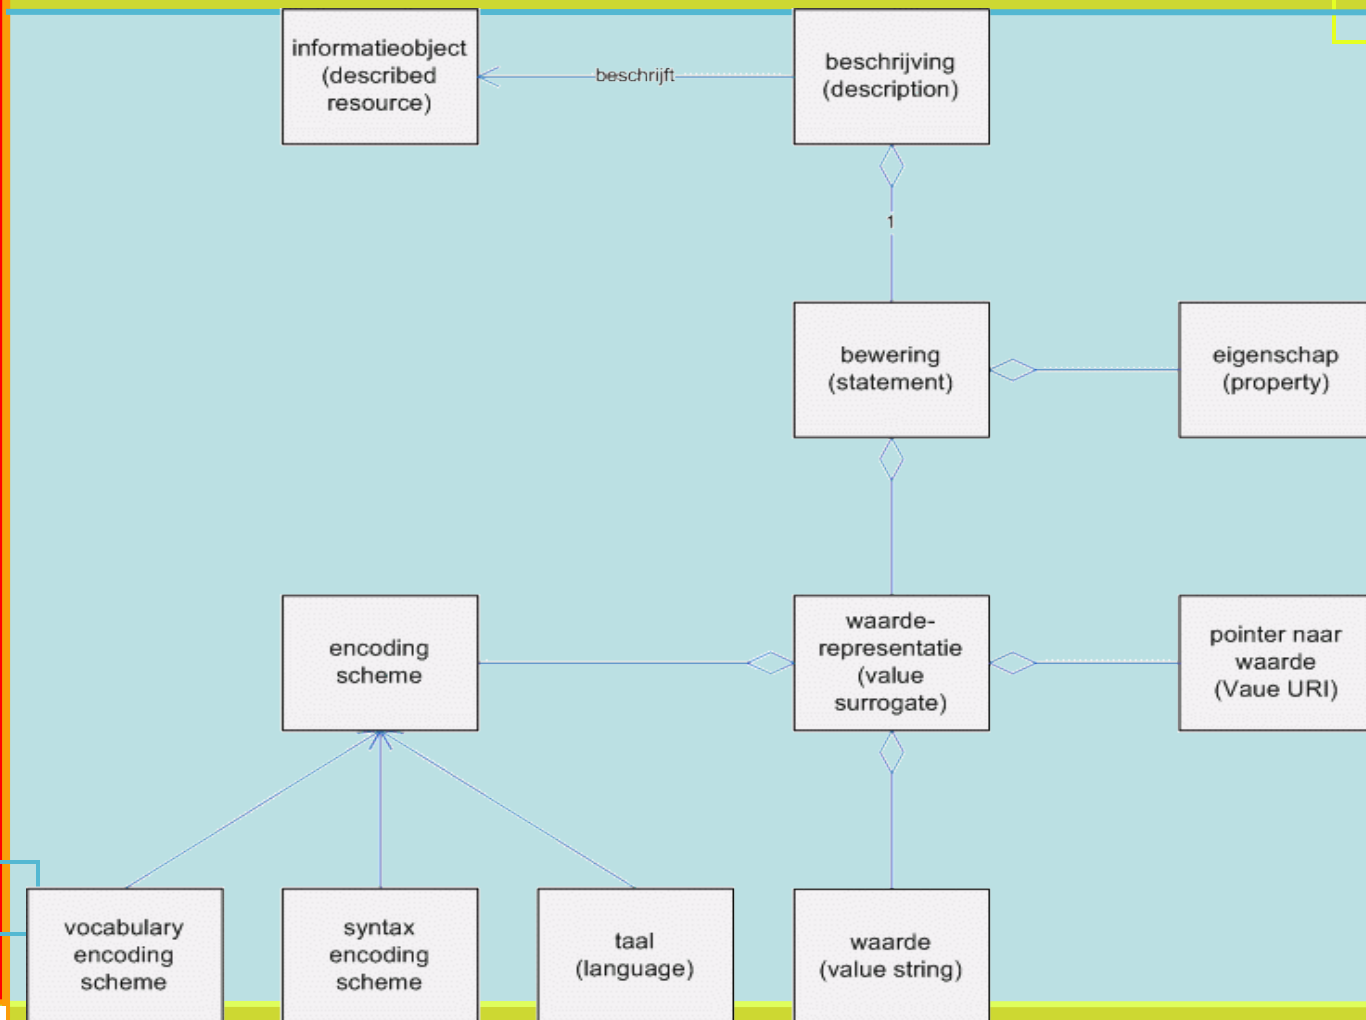 informatieobject
(described
resource)
beschrijft
beschrijving
(description)
1
bewering
(statement)
eigenschap
(property)
encoding
scheme
waarde-
representatie
(value
surrogate)
pointer naar
waarde
(Vaue URI)
vocabulary
encoding
scheme
syntax
encoding
scheme
taal
(language)
waarde
(value string)